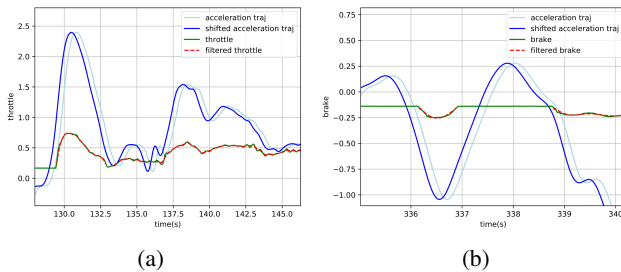 acceleration traj
shifted acceleration traj
throttle
filtered throttle
throttle
2.5
2.0
1.5
1.0
0.5
0.0
130.0 132.5 135.0 137.5 140.0 142.5 145.0
time(s)
(a)
acceleration traj
shifted acceleration traj
brake
filtered brake
brake
0.75
0.50
0.25
0.00
−0.25
−0.50
−0.75
−1.00
336 337 338 339 340
time(s)
(b)